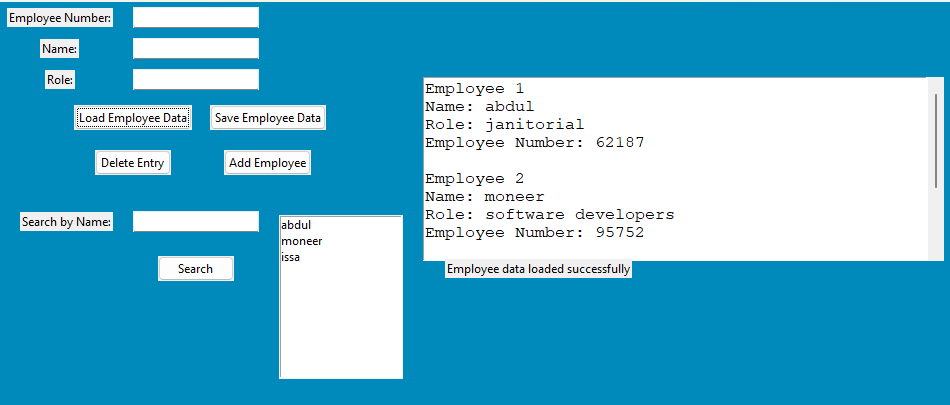 Employee Number:
Name:
Role:
Load Employee Data
Save Employee Data
Delete Entry
Add Employee
Search by Name:
Search
abdul
moneer
issa
Employee 1
Name: abdul
Role: janitorial
Employee Number: 62187
Employee 2
Name: moneer
Role: software developers
Employee Number: 95752
Employee data loaded successfully